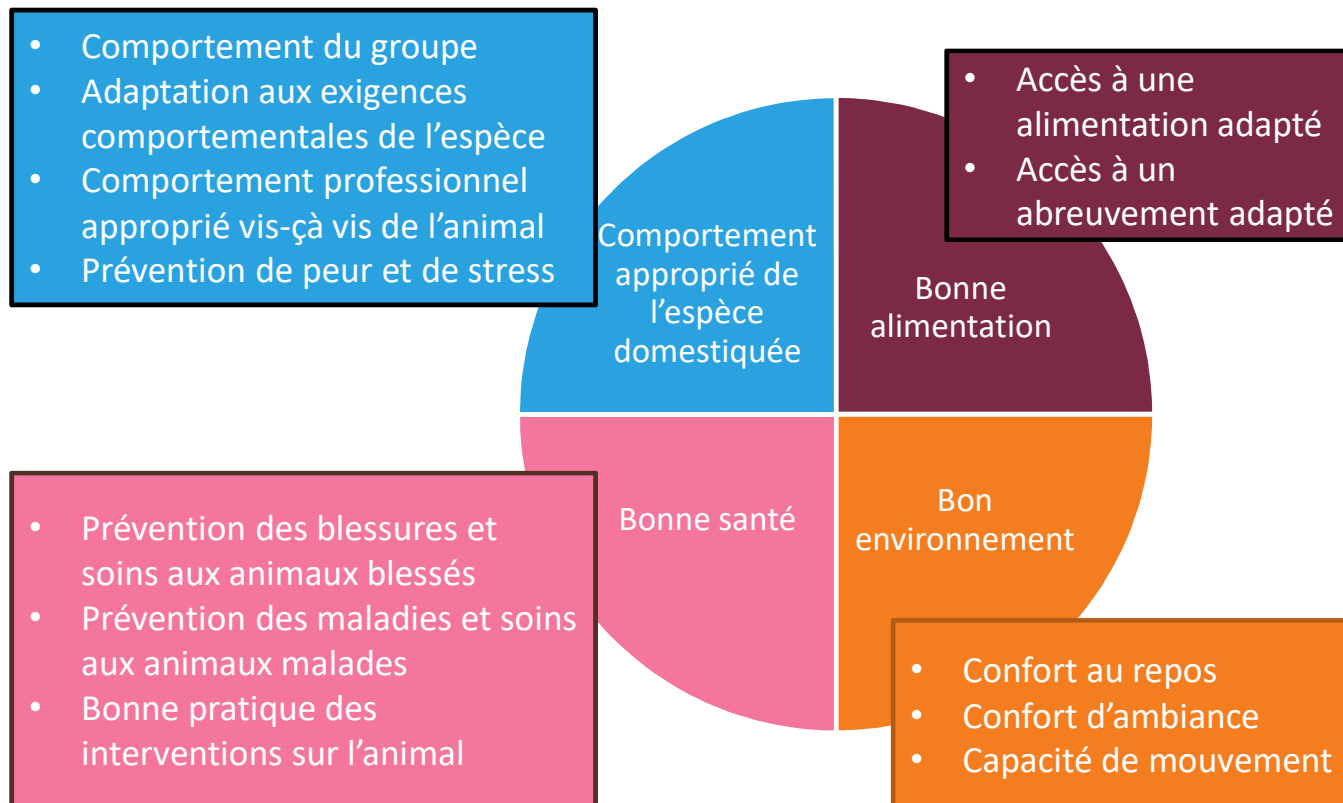 • Comportement du groupe
• Adaptation aux exigences
comportementales de l’espèce
• Comportement professionnel
approprié vis-çà vis de l’animal
• Prévention de peur et de stress
• Accès à une
alimentation adapté
• Accès à un
abreuvement adapté
Comportement
approprié de
l’espèce
domestiquée
Bonne
alimentation
Bonne santé
Bon
environnement
• Prévention des blessures et
soins aux animaux blessés
• Prévention des maladies et soins
aux animaux malades
• Bonne pratique des
interventions sur l’animal
• Confort au repos
• Confort d’ambiance
• Capacité de mouvement